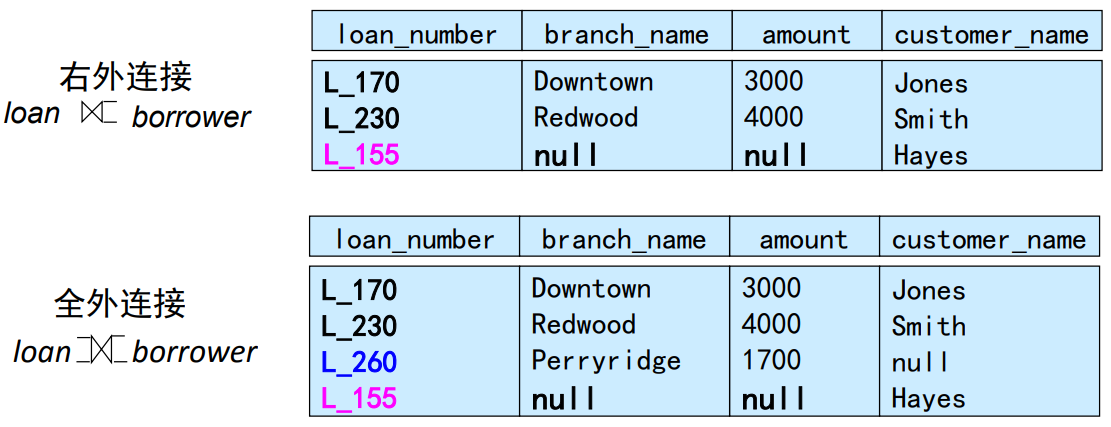 loan_number branch_name amount customer_name
右外连接
loan ⟖ borrower
L_170 Downtown 3000 Jones
L_230 Redwood 4000 Smith
L_155 null null Hayes
loan_number branch_name amount customer_name
全外连接
loan ⟗ borrower
L_170 Downtown 3000 Jones
L_230 Redwood 4000 Smith
L_260 Perryridge 1700 null
L_155 null null Hayes